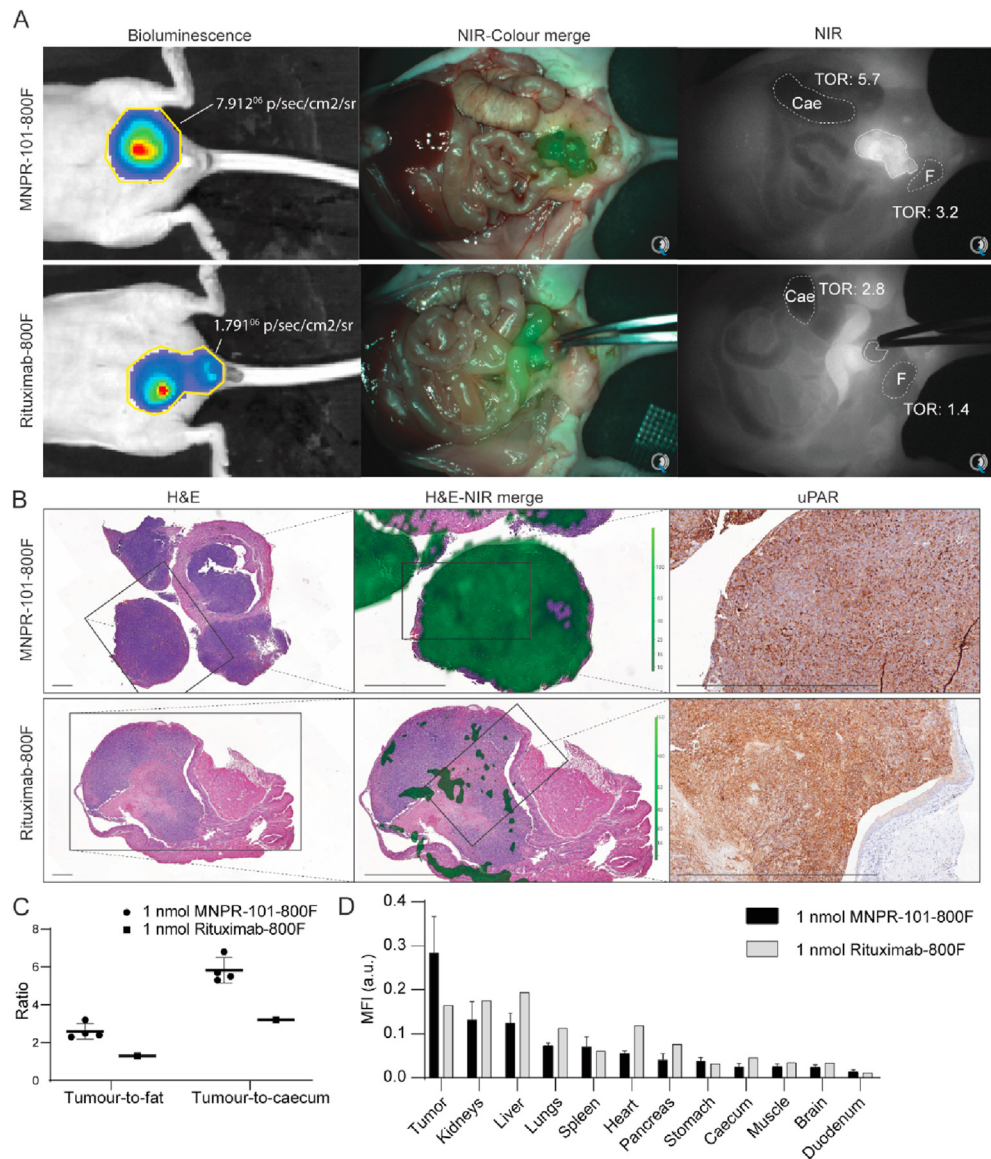 A
Bioluminescence
NIR-Colour merge
NIR
MNPR-101-800F
7.912⁰⁶ p/sec/cm2/sr
TOR: 5.7
Cae
F
TOR: 3.2
Rituximab-800F
1.791⁰⁶ p/sec/cm2/sr
Cae
TOR: 2.8
F
TOR: 1.4
B
H&E
H&E-NIR merge
uPAR
MNPR-101-800F
Rituximab-800F
C
1 nmol MNPR-101-800F
1 nmol Rituximab-800F
Ratio
8
6
4
2
0
Tumour-to-fat
Tumour-to-caecum
D
1 nmol MNPR-101-800F
1 nmol Rituximab-800F
MFI (a.u.)
0.4
0.3
0.2
0.1
0.0
Tumor
Kidneys
Liver
Lungs
Spleen
Heart
Pancreas
Stomach
Caecum
Muscle
Brain
Duodenum